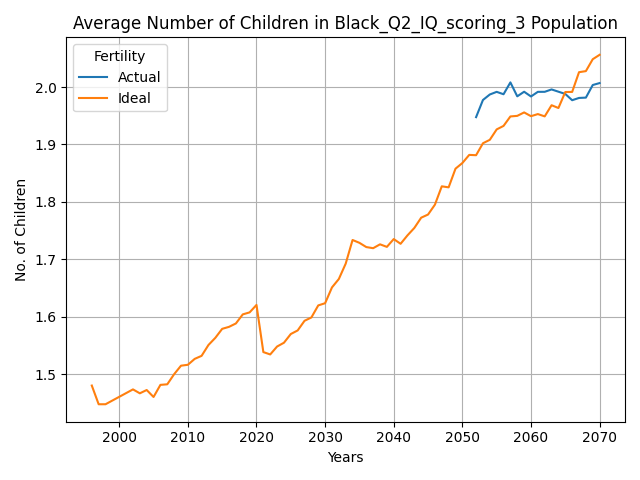 Average Number of Children in Black_Q2_IQ_scoring_3 Population
Fertility
Actual
Ideal
No. of Children
2.0
1.9
1.8
1.7
1.6
1.5
2000 2010 2020 2030 2040 2050 2060 2070
Years